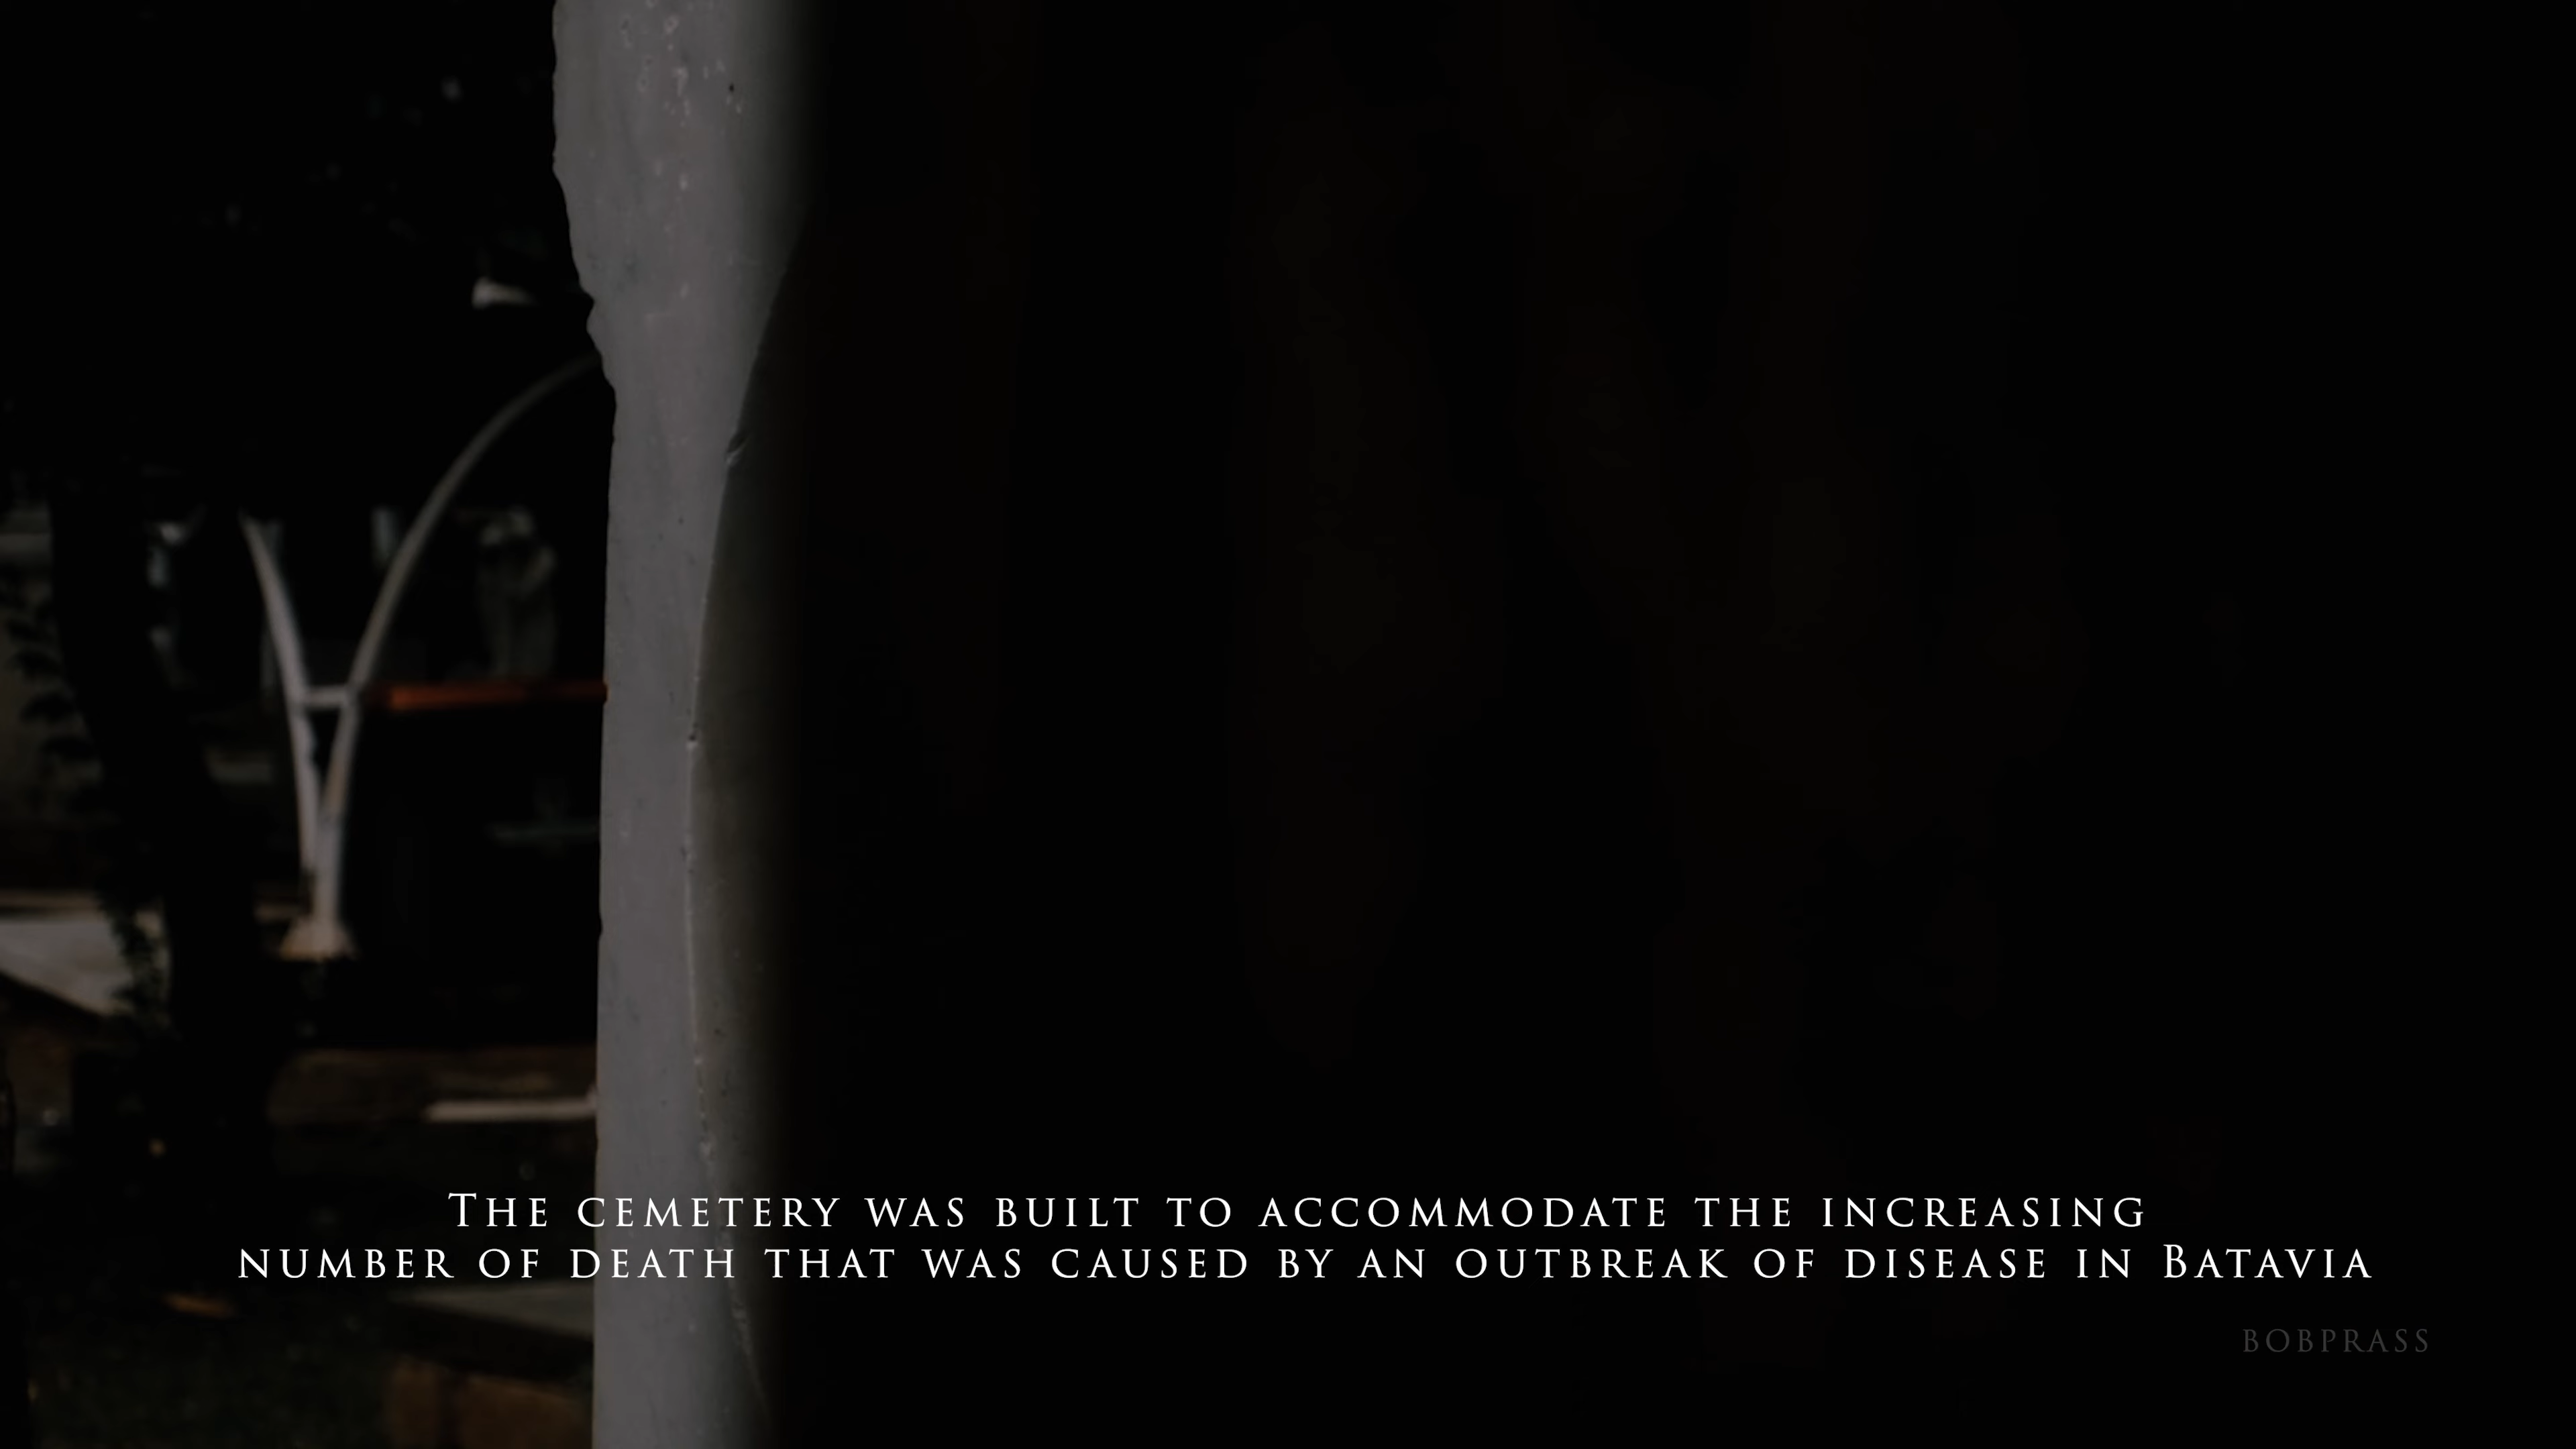 The cemetery was built to accommodate the increasing
number of death that was caused by an outbreak of disease in Batavia
BOBPRASS